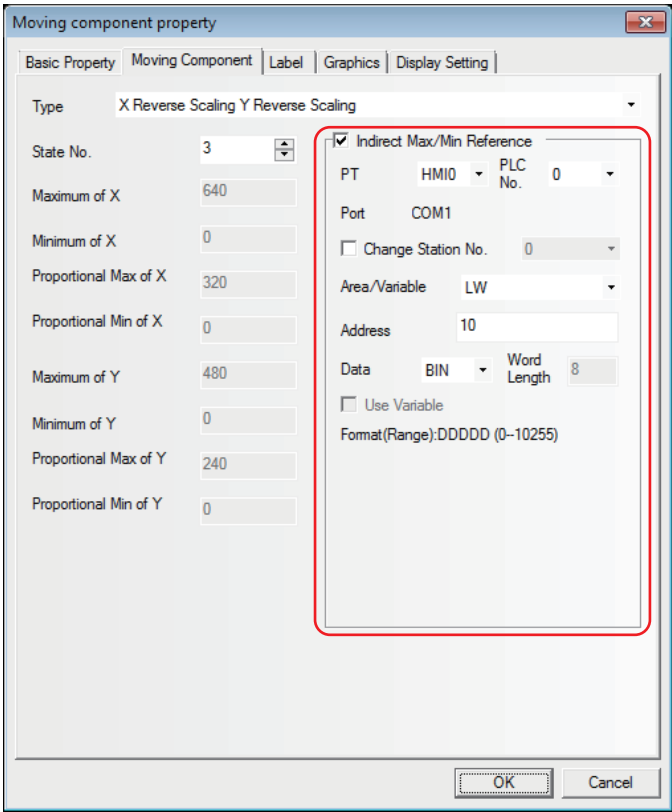 Moving component property
Basic Property Moving Component Label Graphics Display Setting
Type X Reverse Scaling Y Reverse Scaling
State No. 3
Maximum of X 640
Minimum of X 0
Proportional Max of X 320
Proportional Min of X 0
Maximum of Y 480
Minimum of Y 0
Proportional Max of Y 240
Proportional Min of Y 0
Indirect Max/Min Reference
PT HMI0 PLC No. 0
Port COM1
Change Station No. 0
Area/Variable LW
Address 10
Data BIN Word Length 8
Use Variable
Format(Range):DDDDD (0--10255)
OK Cancel